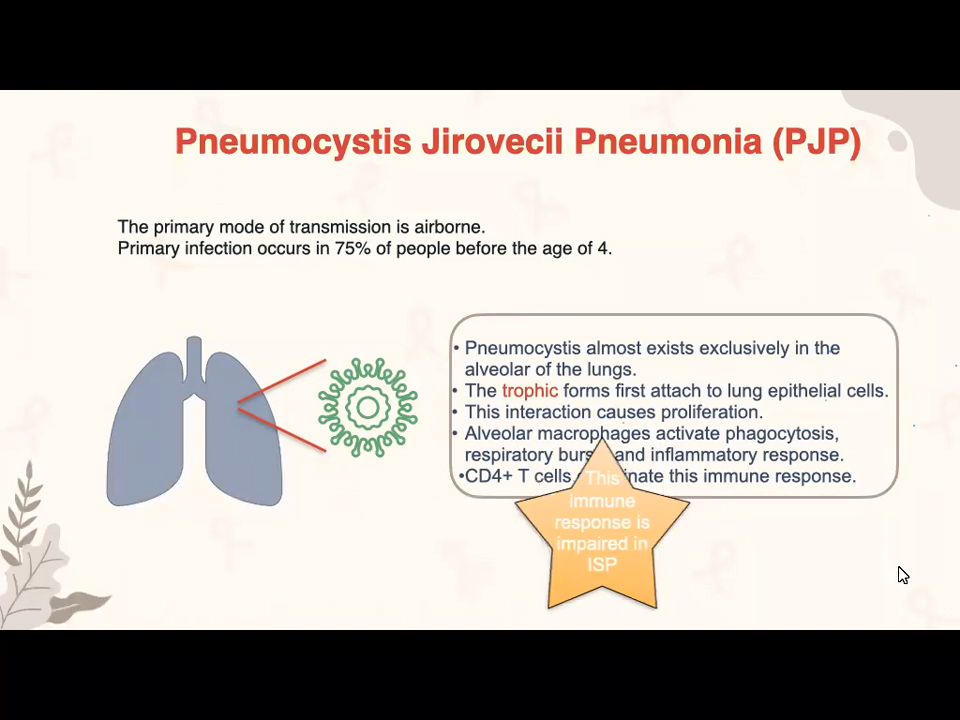 Pneumocystis Jirovecii Pneumonia (PJP)
The primary mode of transmission is airborne.
Primary infection occurs in 75% of people before the age of 4.
• Pneumocystis almost exists exclusively in the
alveolar of the lungs.
• The trophic forms first attach to lung epithelial cells.
• This interaction causes proliferation.
• Alveolar macrophages activate phagocytosis,
respiratory and inflammatory response.
•CD4+ T cells this immune response.
This
immune
response is
impaired in
ISP